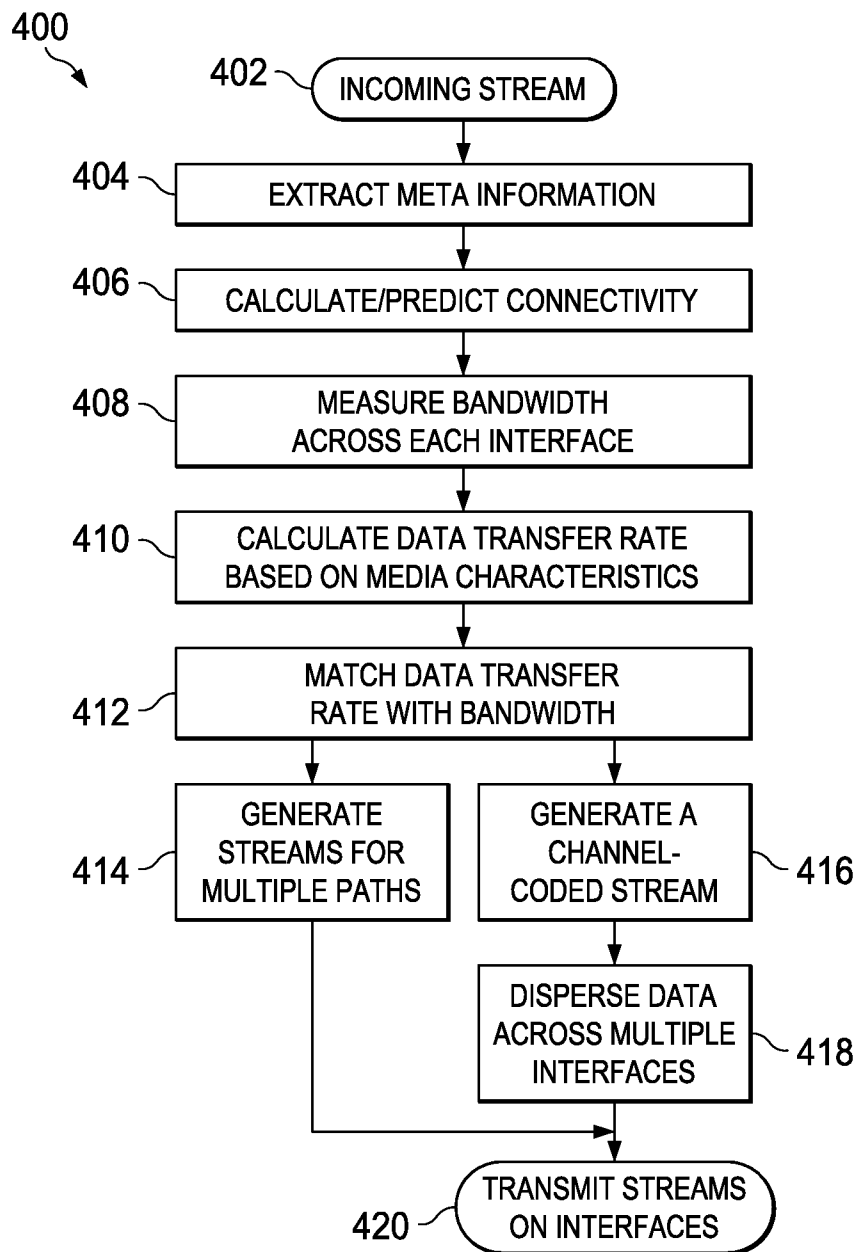 400
402
INCOMING STREAM
404
EXTRACT META INFORMATION
406
CALCULATE/PREDICT CONNECTIVITY
408
MEASURE BANDWIDTH
ACROSS EACH INTERFACE
410
CALCULATE DATA TRANSFER RATE
BASED ON MEDIA CHARACTERISTICS
412
MATCH DATA TRANSFER
RATE WITH BANDWIDTH
414
GENERATE
STREAMS FOR
MULTIPLE PATHS
GENERATE A
CHANNEL-
CODED STREAM
416
DISPERSE DATA
ACROSS MULTIPLE
INTERFACES
418
420
TRANSMIT STREAMS
ON INTERFACES